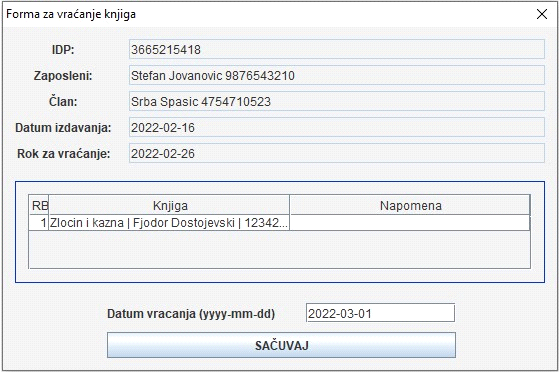 Forma za vraćanje knjiga
IDP: 3665215418
Zaposleni: Stefan Jovanovic 9876543210
Član: Srba Spasic 4754710523
Datum izdavanja: 2022-02-16
Rok za vraćanje: 2022-02-26
RB Knjiga Napomena
1 Zlocin i kazna | Fjodor Dostojevski | 12342...
Datum vracanja (yyyy-mm-dd) 2022-03-01
SAČUVAJ